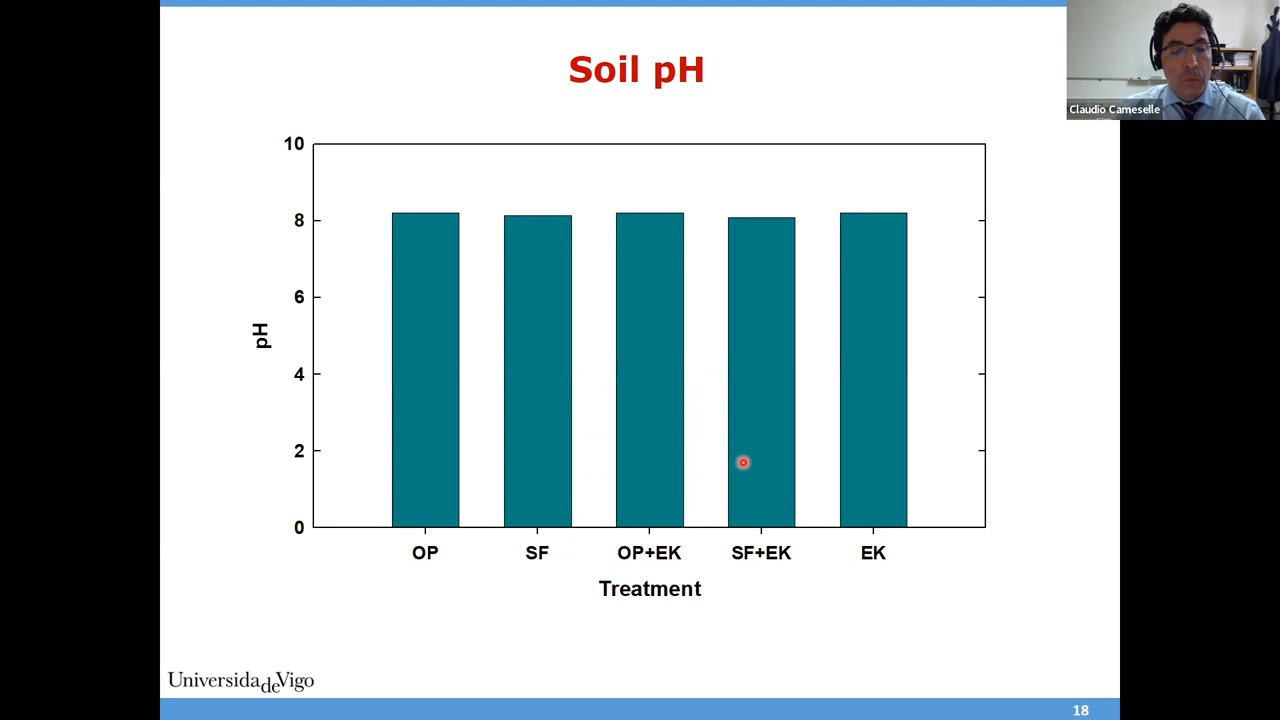 Soil pH
Claudio Cameselle
10
8
6
4
2
0
pH
OP SF OP+EK SF+EK EK
Treatment
UniversidadeVigo
18